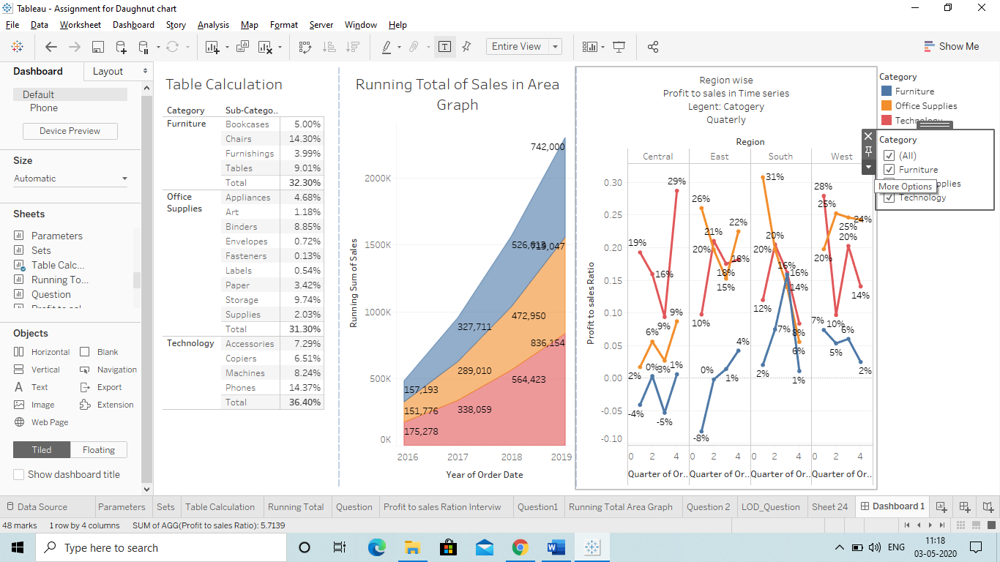 Tableau - Assignment for Daughnut chart
File Data Worksheet Dashboard Story Analysis Map Format Server Window Help
Entire View
Show Me
Dashboard Layout
Default
Phone
Device Preview
Size
Automatic
Sheets
Parameters
Sets
Table Calc...
Running To...
Question
Objects
Horizontal Blank
Vertical Navigation
Text Export
Image Extension
Web Page
Tiled Floating
Show dashboard title
Table Calculation
Category Sub-Catego..
Furniture Bookcases 5.00%
Chairs 14.30%
Furnishings 3.99%
Tables 9.01%
Total 32.30%
Office Supplies Appliances 4.68%
Art 1.18%
Binders 8.85%
Envelopes 0.72%
Fasteners 0.13%
Labels 0.54%
Paper 3.42%
Storage 9.74%
Supplies 2.03%
Total 31.30%
Technology Accessories 7.29%
Copiers 6.51%
Machines 8.24%
Phones 14.37%
Total 36.40%
Running Total of Sales in Area
Graph
Running Sum of Sales
2000K
1500K
1000K
500K
0K
742,000
526,613
719,047
327,711
472,950
836,154
289,010
564,423
157,193
151,776
338,059
175,278
2016 2017 2018 2019
Year of Order Date
Region wise
Profit to sales in Time series
Legent: Catogery
Quaterly
Region
Central East South West
Profit to sales Ratio
0.30
0.25
0.20
0.15
0.10
0.05
0.00
-0.05
-0.10
19% 16% 9% 29%
2% 6% 3% 9%
-4% 0% -5% 1%
26% 20% 15% 22%
10% 21% 18% 18%
-8% 0% 1% 4%
31% 20% 14% 6%
12% 20% 16% 8%
2% 7% 16% 1%
28% 10% 20% 14%
20% 25% 25% 24%
7% 5% 6% 2%
0 2 4 0 2 4 0 2 4 0 2 4
Quarter of Or.. Quarter of Or.. Quarter of Or.. Quarter of Or..
Category
Furniture
Office Supplies
Technology
Category
(All)
Furniture
More Options
Technology
Data Source Parameters Sets Table Calculation Running Total Question Profit to sales Ration Interviw Question1 Running Total Area Graph Question 2 LOD_Question Sheet 24 Dashboard 1
48 marks 1 row by 4 columns SUM of AGG(Profit to sales Ratio): 5.7139
Type here to search
ENG
11:18
03-05-2020